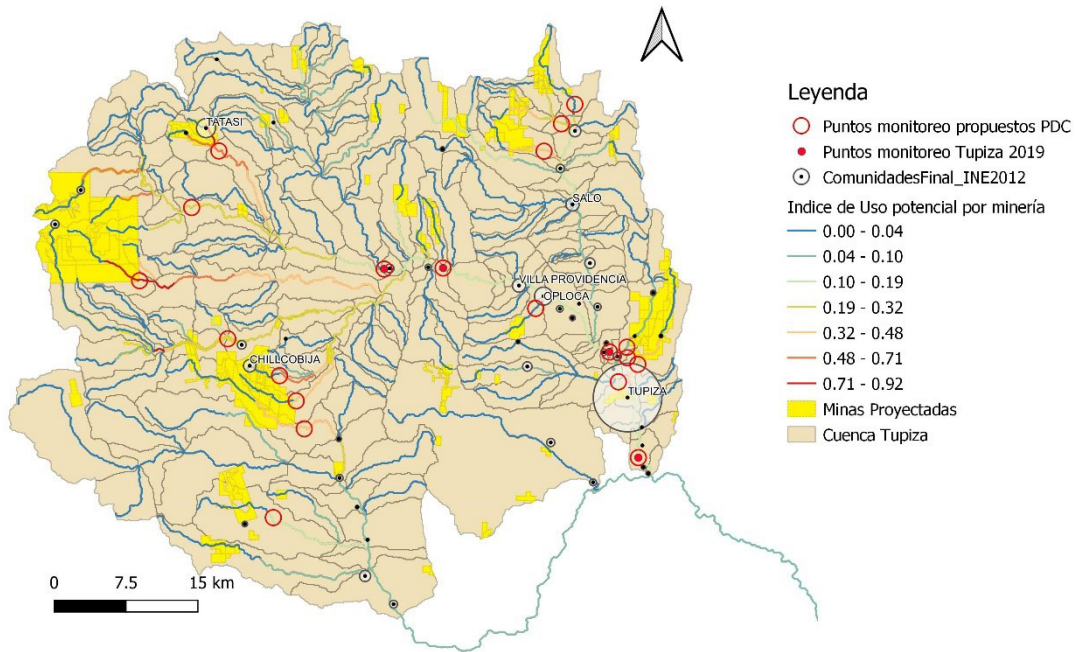 TATASI
SALO
VILLA PROVIDENCIA
OPLOCA
CHILLCOBIJA
TUPIZA
0 7.5 15 km
Leyenda
Puntos monitoreo propuestos PDC
Puntos monitoreo Tupiza 2019
ComunidadesFinal_INE2012
Indice de Uso potencial por minería
0.00 - 0.04
0.04 - 0.10
0.10 - 0.19
0.19 - 0.32
0.32 - 0.48
0.48 - 0.71
0.71 - 0.92
Minas Proyectadas
Cuenca Tupiza